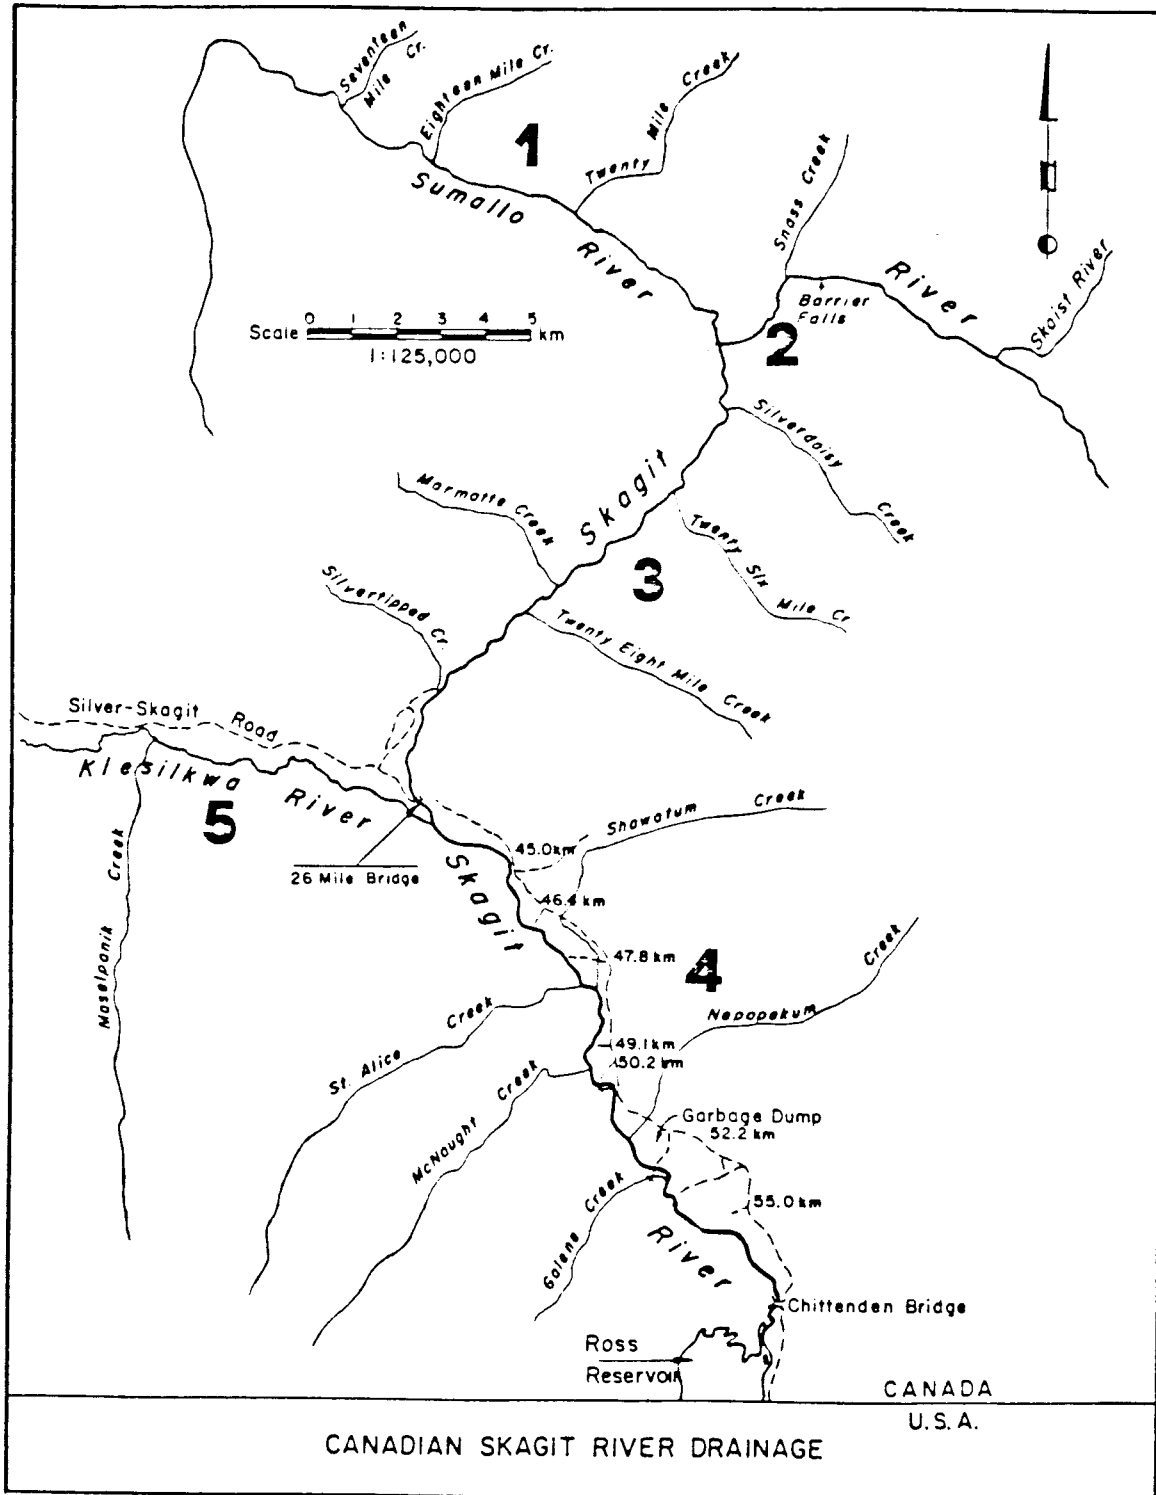 Seventeen
Mile Cr.
Eighteen Mile Cr.
1
Twenty Mile Creek
Sumallo
River
Snass Creek
River
Barrier
Falls
Skaist River
Scale 0 1 2 3 4 5 km
1:125,000
2
Silverdaisy Creek
Skagit
Marmotte Creek
Twenty Six Mile Cr
3
Silvertipped Cr.
Twenty Eight Mile Creek
Silver-Skagit Road
Klesilkwa River
5
Shawatum Creek
45.0 km
26 Mile Bridge
Skagit
46.4 km
Maselpanik Creek
47.8 km
4
Nepopekum Creek
St. Alice Creek
49.1 km
50.2 km
McNaught Creek
Garbage Dump
52.2 km
Galene Creek
55.0 km
River
Chittenden Bridge
Ross
Reservoir
CANADA
U.S.A.
CANADIAN SKAGIT RIVER DRAINAGE